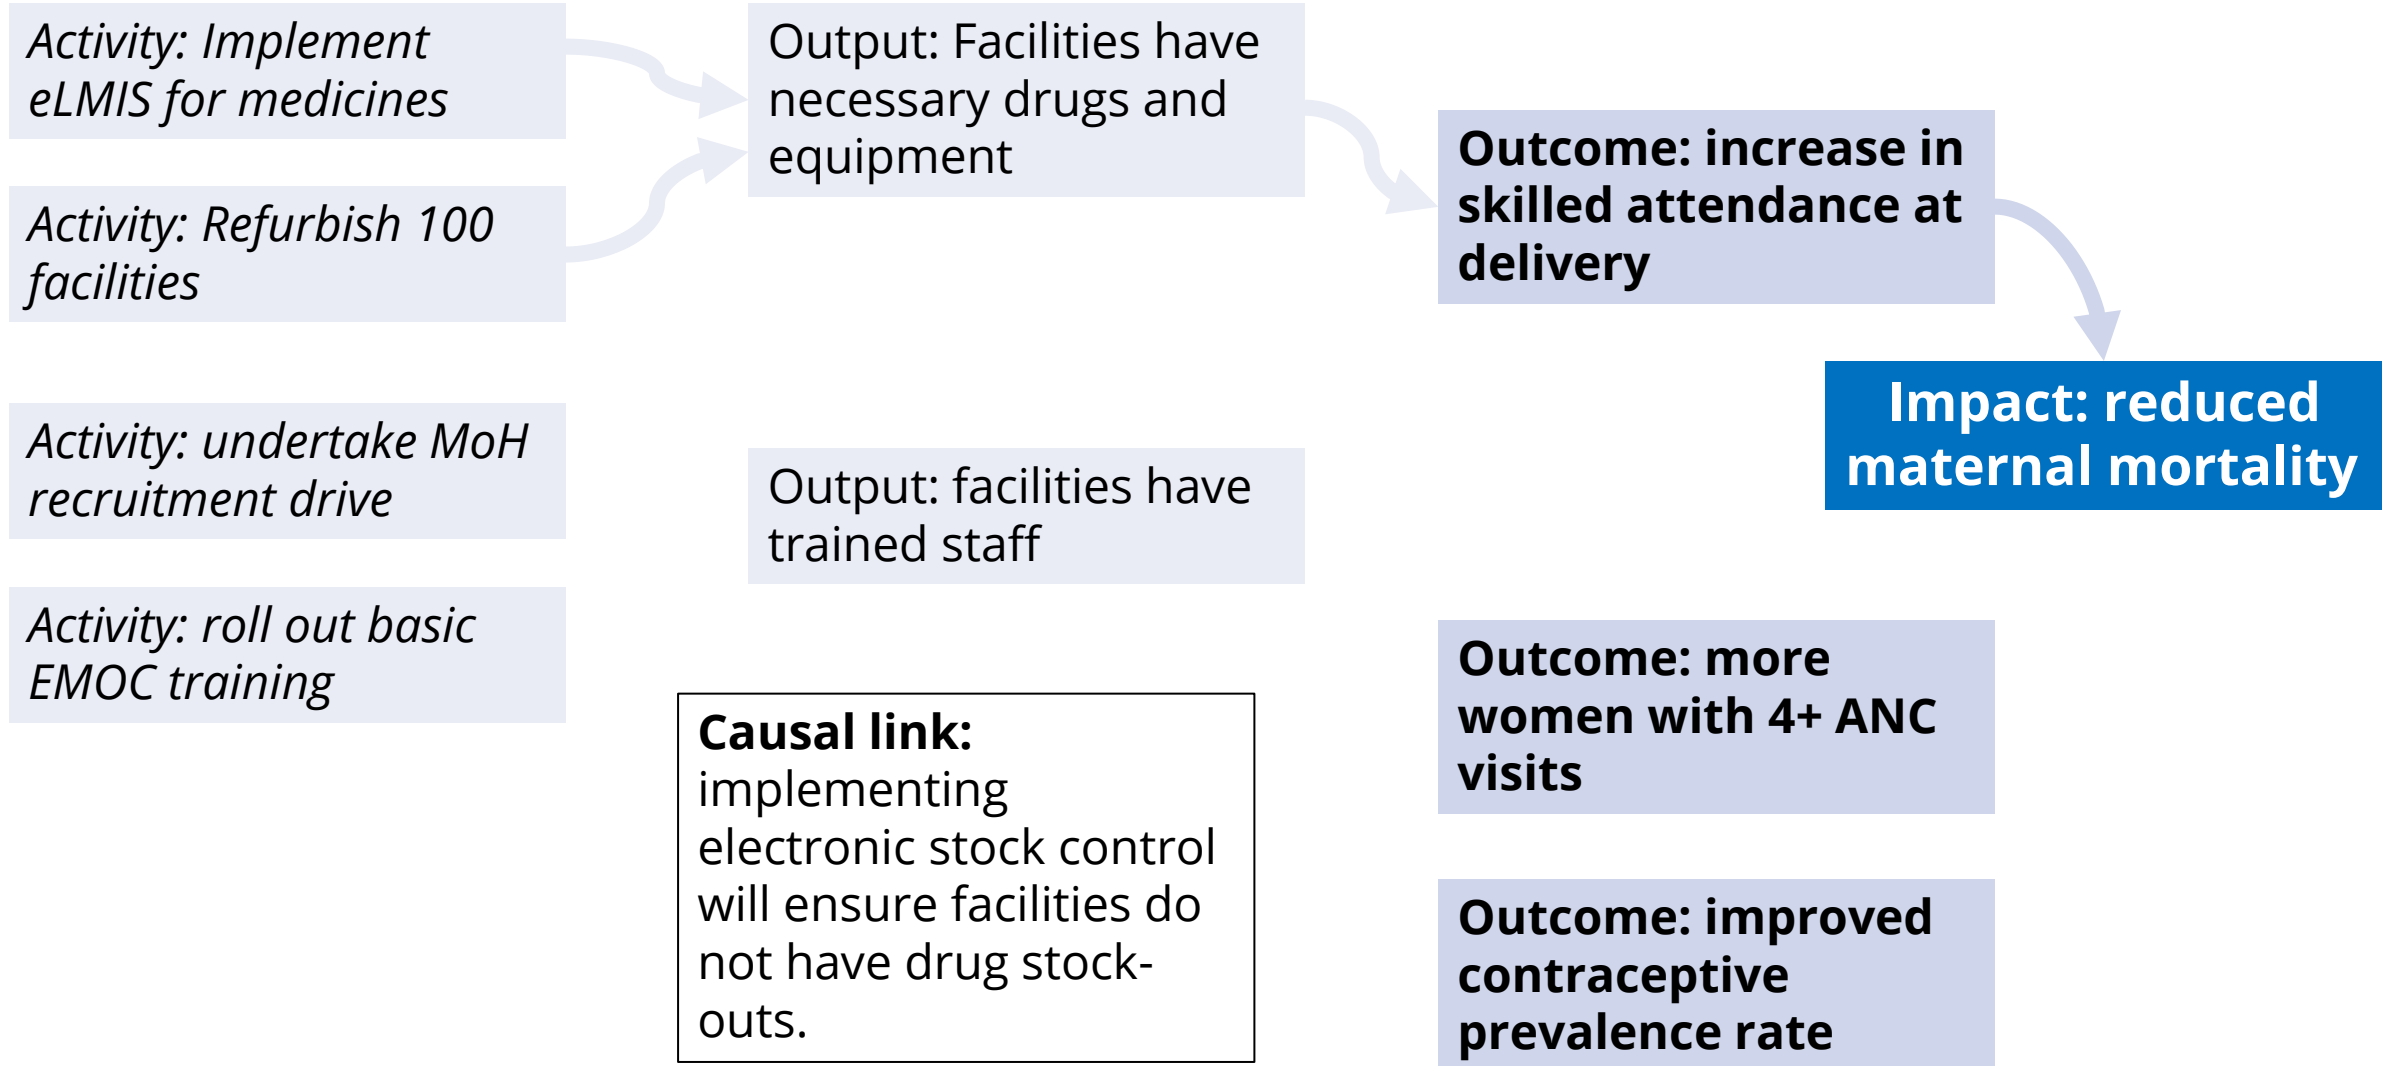 Activity: Implement
eLMIS for medicines
Activity: Refurbish 100
facilities
Activity: undertake MoH
recruitment drive
Activity: roll out basic
EMOC training
Output: Facilities have
necessary drugs and
equipment
Output: facilities have
trained staff
Causal link:
implementing
electronic stock control
will ensure facilities do
not have drug stock-
outs.
Outcome: increase in
skilled attendance at
delivery
Outcome: more
women with 4+ ANC
visits
Outcome: improved
contraceptive
prevalence rate
Impact: reduced
maternal mortality